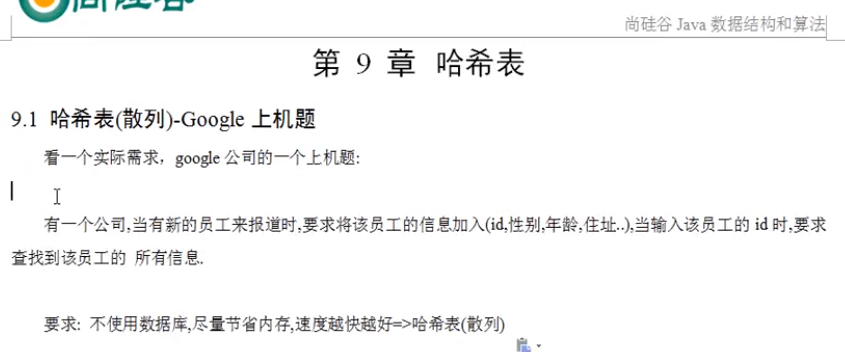 尚硅谷
尚硅谷 Java 数据结构和算法
第 9 章 哈希表
9.1 哈希表(散列)-Google 上机题
看一个实际需求，google 公司的一个上机题:
有一个公司,当有新的员工来报道时,要求将该员工的信息加入(id,性别,年龄,住址..),当输入该员工的 id 时,要求
查找到该员工的 所有信息.
要求: 不使用数据库,尽量节省内存,速度越快越好=>哈希表(散列)